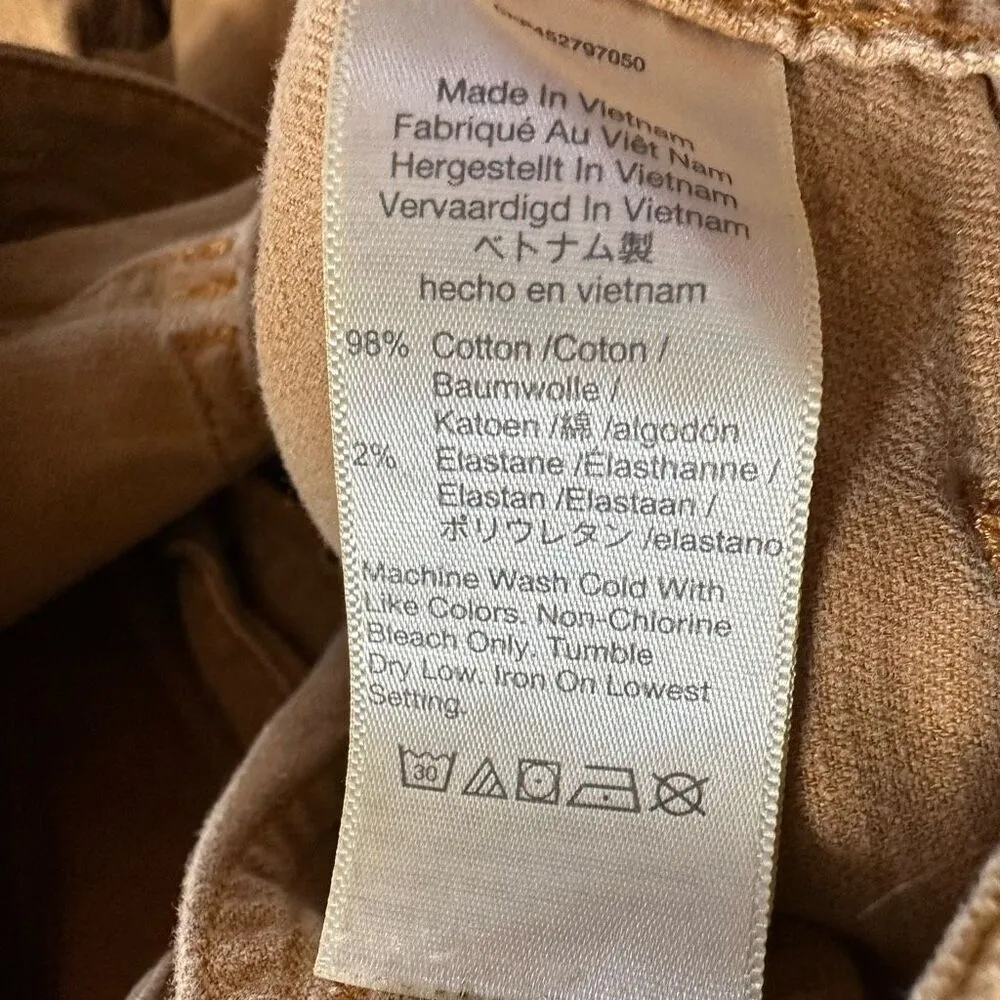 452797050
Made In Vietnam
Fabriqué Au Viêt Nam
Hergestellt In Vietnam
Vervaardigd In Vietnam
ベトナム製
hecho en vietnam
98% Cotton /Coton /
Baumwolle /
Katoen /綿 /algodón
2% Elastane /Élasthanne /
Elastan /Elastaan /
ポリウレタン /elastano
Machine Wash Cold With
Like Colors. Non-Chlorine
Bleach Only. Tumble
Dry Low. Iron On Lowest
Setting.
30